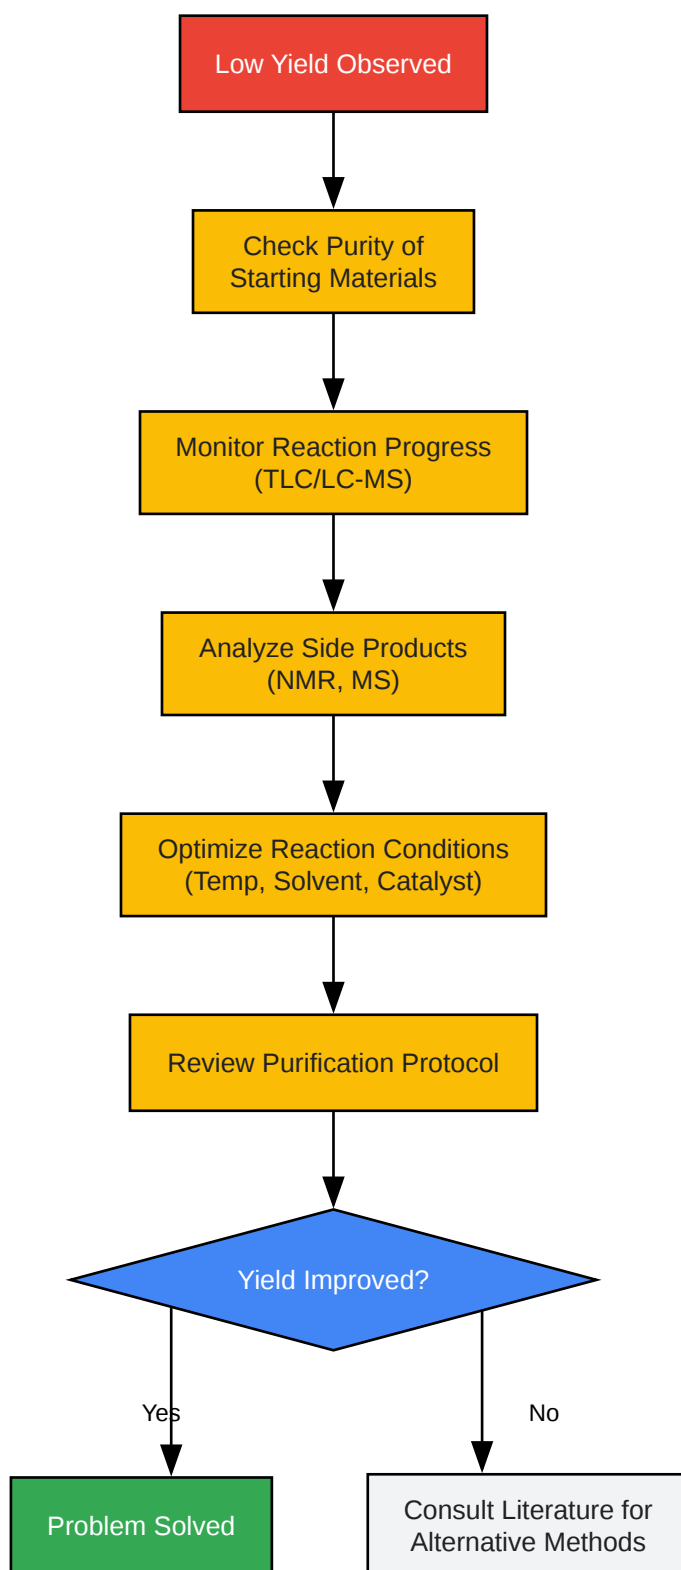 Low Yield Observed
Check Purity of
Starting Materials
Monitor Reaction Progress
(TLC/LC-MS)
Analyze Side Products
(NMR, MS)
Optimize Reaction Conditions
(Temp, Solvent, Catalyst)
Review Purification Protocol
Yield Improved?
Yes
No
Problem Solved
Consult Literature for
Alternative Methods